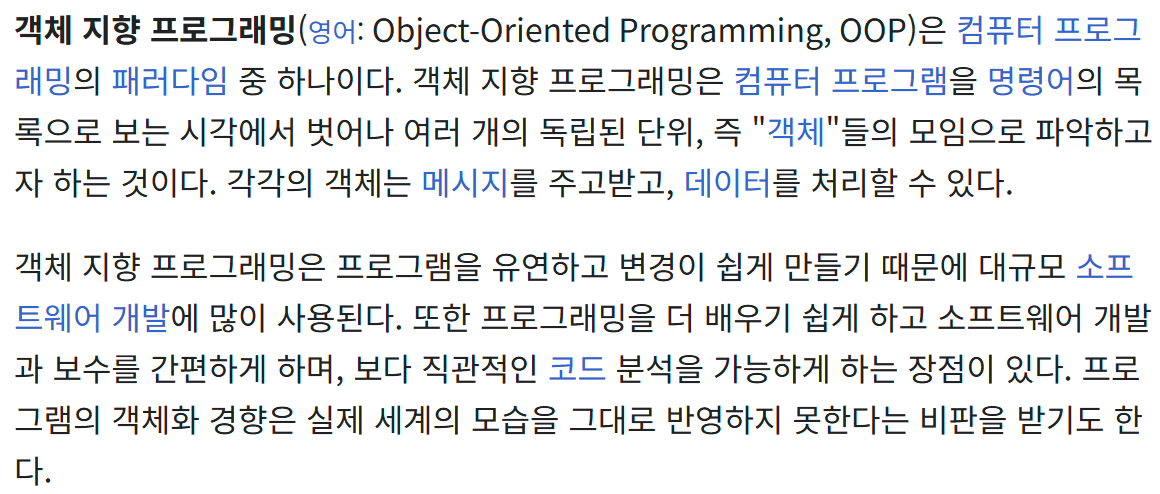 객체 지향 프로그래밍(영어: Object-Oriented Programming, OOP)은 컴퓨터 프로그
래밍의 패러다임 중 하나이다. 객체 지향 프로그래밍은 컴퓨터 프로그램을 명령어의 목
록으로 보는 시각에서 벗어나 여러 개의 독립된 단위, 즉 "객체"들의 모임으로 파악하고
자 하는 것이다. 각각의 객체는 메시지를 주고받고, 데이터를 처리할 수 있다.
객체 지향 프로그래밍은 프로그램을 유연하고 변경이 쉽게 만들기 때문에 대규모 소프
트웨어 개발에 많이 사용된다. 또한 프로그래밍을 더 배우기 쉽게 하고 소프트웨어 개발
과 보수를 간편하게 하며, 보다 직관적인 코드 분석을 가능하게 하는 장점이 있다. 프로
그램의 객체화 경향은 실제 세계의 모습을 그대로 반영하지 못한다는 비판을 받기도 한
다.